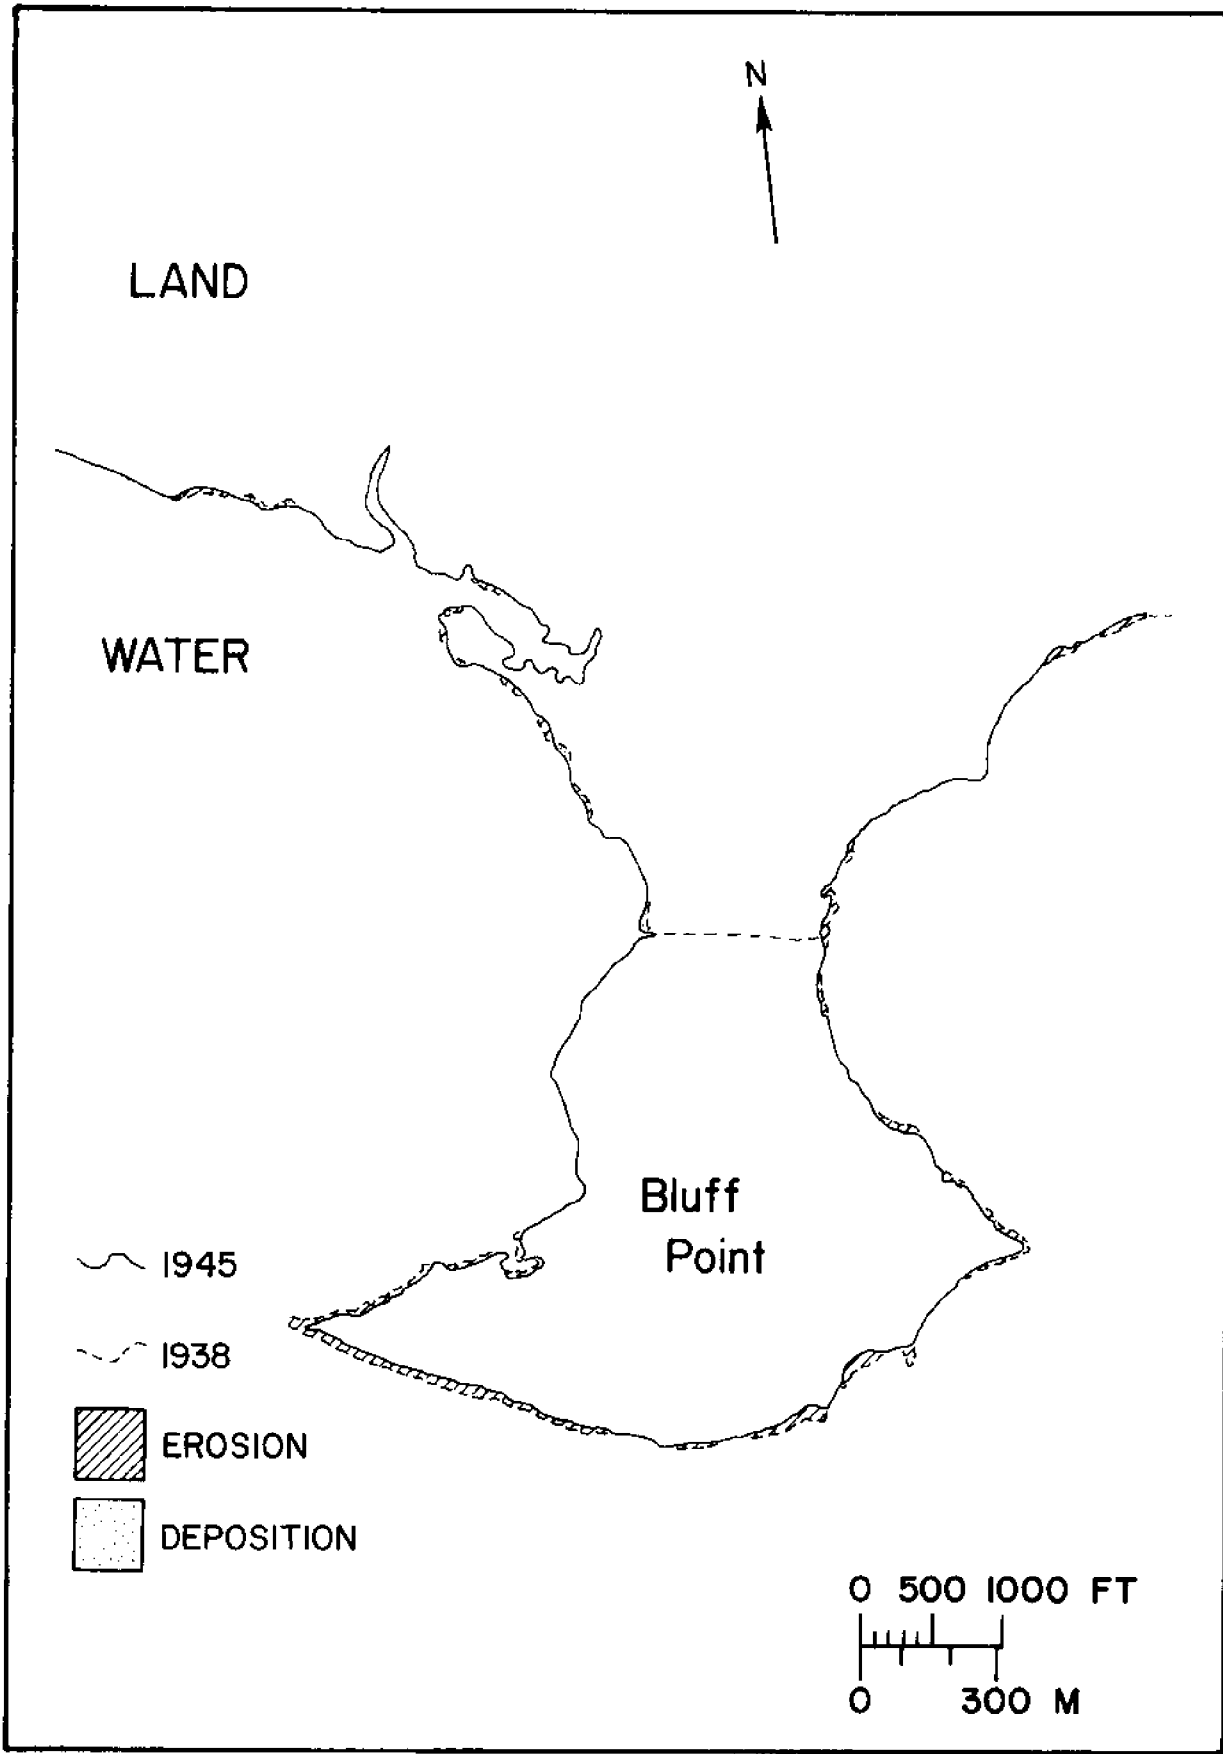 N
LAND
WATER
Bluff
Point
1945
1938
EROSION
DEPOSITION
0 500 1000 FT
0 300 M